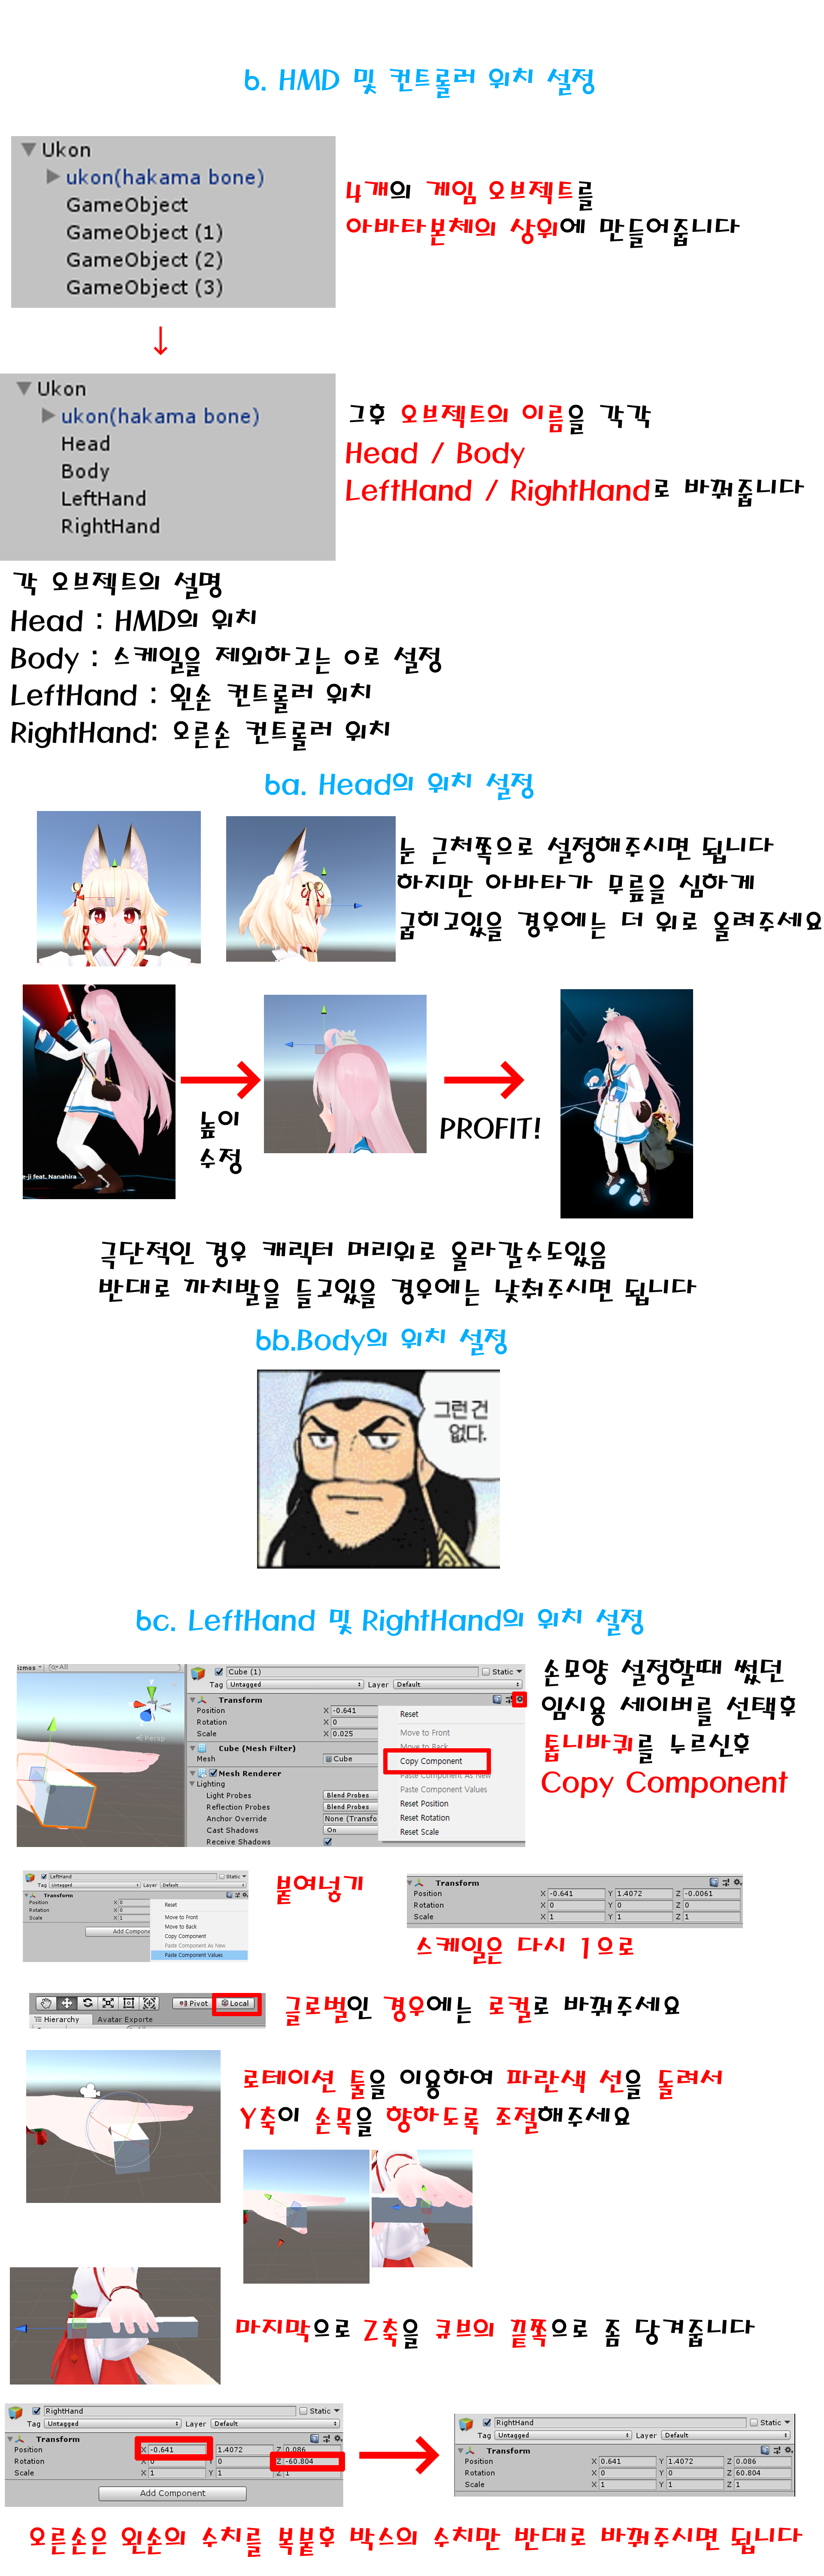 b. HMD 및 컨트롤러 위치 설정
Ukon
ukon(hakama bone)
GameObject
GameObject (1)
GameObject (2)
GameObject (3)
4개의 게임 오브젝트를
아바타본체의 상위에 만들어줍니다
↓
Ukon
ukon(hakama bone)
Head
Body
LeftHand
RightHand
그후 오브젝트의 이름을 각각
Head / Body
LeftHand / RightHand로 바꿔줍니다
각 오브젝트의 설명
Head : HMD의 위치
Body : 스케일을 제외하고는 0로 설정
LeftHand : 왼손 컨트롤러 위치
RightHand: 오른손 컨트롤러 위치
ba. Head의 위치 설정
눈 근처쪽으로 설정해주시면 됩니다
하지만 아바타가 무릎을 심하게
굽히고있을 경우에는 더 위로 올려주세요
e-ji feat. Nanahira
높이
수정
PROFIT!
극단적인 경우 캐릭터 머리위로 올라갈수도있음
반대로 까치발을 들고있을 경우에는 낮춰주시면 됩니다
bb.Body의 위치 설정
그런 건
없다.
bc. LeftHand 및 RightHand의 위치 설정
izmos All
y
Persp
Cube (1) Static
Tag Untagged Layer Default
Transform
Position X -0.641
Rotation X 0
Scale X 0.025
Cube (Mesh Filter)
Mesh Cube
Mesh Renderer
Lighting
Light Probes Blend Probes
Reflection Probes Blend Probes
Anchor Override None (Transfo
Cast Shadows On
Receive Shadows
Reset
Move to Front
Move to Back
Copy Component
Paste Component As New
Paste Component Values
Reset Position
Reset Rotation
Reset Scale
손모양 설정할때 썼던
임시용 세이버를 선택후
톱니바퀴를 누르신후
Copy Component
LeftHand Static
Tag Untagged Layer Default
Transform
Position X 0
Rotation X 0
Scale X 1
Add Compone
Reset
Move to Front
Move to Back
Copy Component
Paste Component As New
Paste Component Values
붙여넣기
Transform
Position X -0.641 Y 1.4072 Z -0.0061
Rotation X 0 Y 0 Z 0
Scale X 1 Y 1 Z 1
스케일은 다시 1으로
Pivot Local
Hierarchy Avatar Exporte
글로벌인 경우에는 로컬로 바꿔주세요
로테이션 툴을 이용하여 파란색 선을 돌려서
Y축이 손목을 향하도록 조절해주세요
마지막으로 Z축을 큐브의 끝쪽으로 좀 당겨줍니다
RightHand Static
Tag Untagged Layer Default
Transform
Position X -0.641 Y 1.4072 Z 0.086
Rotation X 0 Y 0 Z -60.804
Scale X 1 Y 1 Z 1
Add Component
RightHand Static
Tag Untagged Layer Default
Transform
Position X 0.641 Y 1.4072 Z 0.086
Rotation X 0 Y 0 Z 60.804
Scale X 1 Y 1 Z 1
오른손은 왼손의 수치를 복붙후 박스의 수치만 반대로 바꿔주시면 됩니다